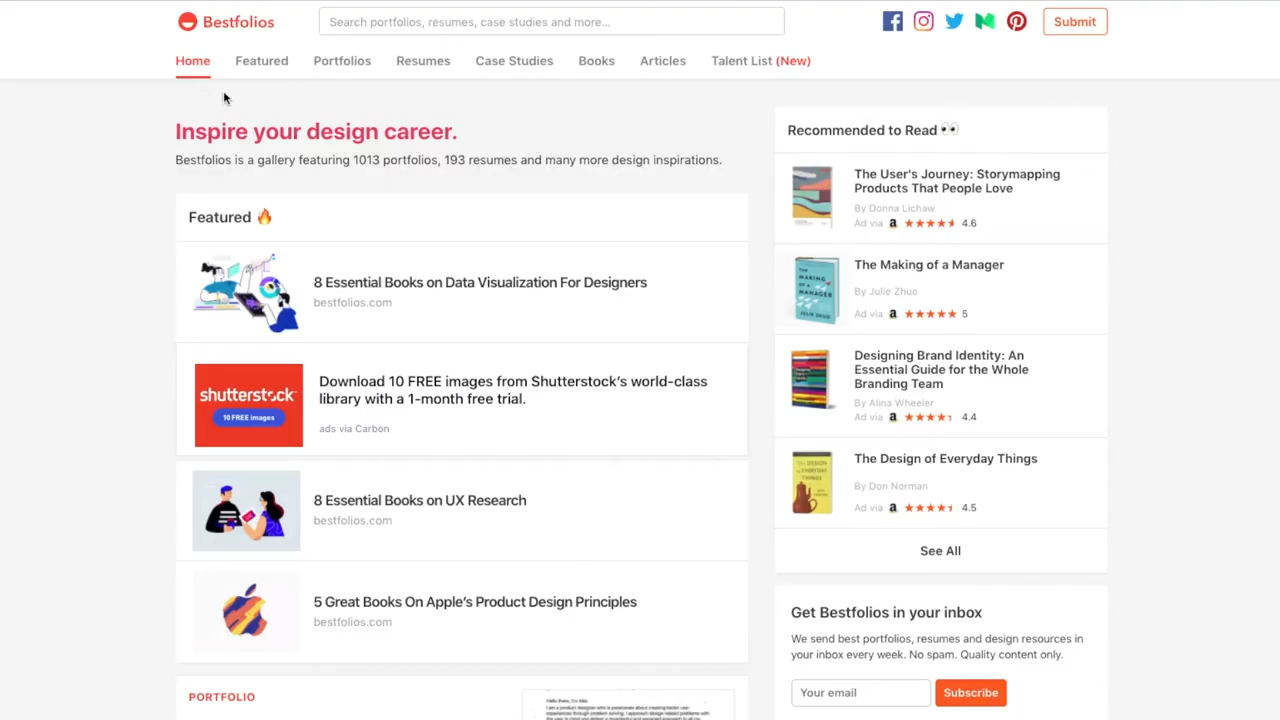 Bestfolios
Search portfolios, resumes, case studies and more...
Submit
Home
Featured
Portfolios
Resumes
Case Studies
Books
Articles
Talent List (New)
Inspire your design career.
Bestfolios is a gallery featuring 1013 portfolios, 193 resumes and many more design inspirations.
Featured 🔥
8 Essential Books on Data Visualization For Designers
bestfolios.com
shutterstock
10 FREE images
Download 10 FREE images from Shutterstock's world-class
library with a 1-month free trial.
ads via Carbon
8 Essential Books on UX Research
bestfolios.com
5 Great Books On Apple's Product Design Principles
bestfolios.com
PORTFOLIO
Hello there, I'm Alex
Recommended to Read 👀
The User's Journey: Storymapping
Products That People Love
By Donna Lichaw
Ad via a ★★★★★ 4.6
THE
MAKING
OF A
MANAGER
JULIE ZHUO
The Making of a Manager
By Julie Zhuo
Ad via a ★★★★★ 5
Designing Brand Identity: An
Essential Guide for the Whole
Branding Team
By Alina Wheeler
Ad via a ★★★★★ 4.4
The Design of Everyday Things
By Don Norman
Ad via a ★★★★★ 4.5
See All
Get Bestfolios in your inbox
We send best portfolios, resumes and design resources in
your inbox every week. No spam. Quality content only.
Your email
Subscribe